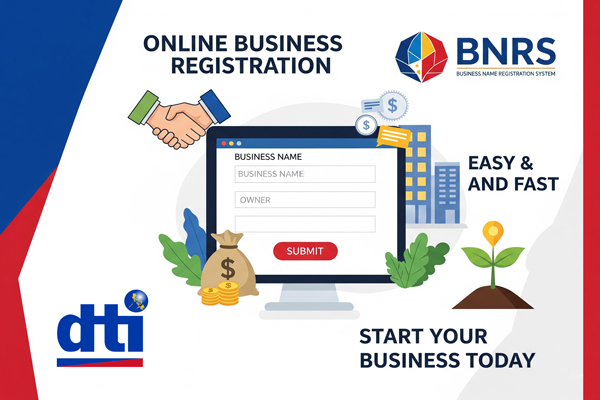 ONLINE BUSINESS
REGISTRATION
BNRS
BUSINESS NAME REGISTRATION SYSTEM
$
$
BUSINESS NAME
BUSINESS NAME
OWNER
SUBMIT
EASY &
AND FAST
$
dti
START YOUR
BUSINESS TODAY